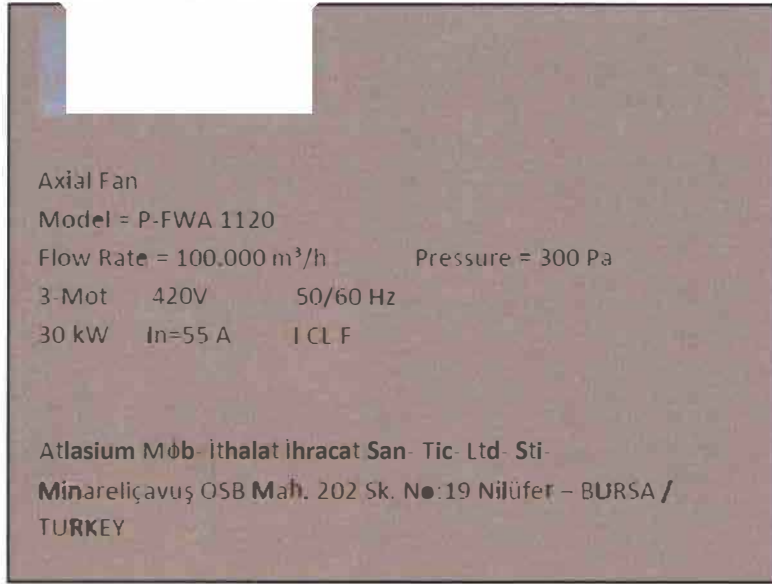 Axial Fan
Model = P-FWA 1120
Flow Rate = 100.000 m³/h Pressure = 300 Pa
3-Mot 420V 50/60 Hz
30 kW In=55 A I CL F
Atlasium Mob- İthalat İhracat San- Tic- Ltd- Sti-
Minareliçavuş OSB Mah. 202 Sk. No:19 Nilüfer – BURSA /
TURKEY